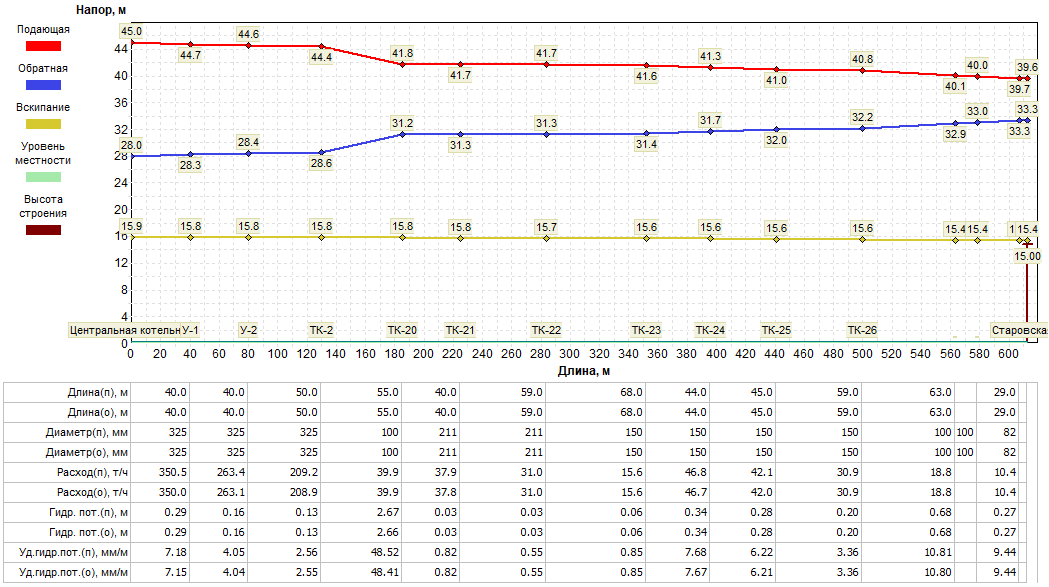 Напор, м
Подающая
Обратная
Вскипание
Уровень
местности
Высота
строения
44
40
36
32
28
24
20
16
12
8
4
0
45.0 44.7 44.6 44.4 41.8 41.7 41.7 41.6 41.3 41.0 40.8 40.1 40.0 39.7 39.6
28.0 28.3 28.4 28.6 31.2 31.3 31.3 31.4 31.7 32.0 32.2 32.9 33.0 33.3 33.3
15.9 15.8 15.8 15.8 15.8 15.8 15.7 15.6 15.6 15.6 15.6 15.4 15.4 15.4
15.00
Центральная котельн У-1 У-2 ТК-2 ТК-20 ТК-21 ТК-22 ТК-23 ТК-24 ТК-25 ТК-26 Старовска
0 20 40 60 80 100 120 140 160 180 200 220 240 260 280 300 320 340 360 380 400 420 440 460 480 500 520 540 560 580 600
Длина, м
Длина(п), м 40.0 40.0 50.0 55.0 40.0 59.0 68.0 44.0 45.0 59.0 63.0 29.0
Длина(о), м 40.0 40.0 50.0 55.0 40.0 59.0 68.0 44.0 45.0 59.0 63.0 29.0
Диаметр(п), мм 325 325 325 100 211 211 150 150 150 150 100 100 82
Диаметр(о), мм 325 325 325 100 211 211 150 150 150 150 100 100 82
Расход(п), т/ч 350.5 263.4 209.2 39.9 37.9 31.0 15.6 46.8 42.1 30.9 18.8 10.4
Расход(о), т/ч 350.0 263.1 208.9 39.9 37.8 31.0 15.6 46.7 42.0 30.9 18.8 10.4
Гидр. пот.(п), м 0.29 0.16 0.13 2.67 0.03 0.03 0.06 0.34 0.28 0.20 0.68 0.27
Гидр. пот.(о), м 0.29 0.16 0.13 2.66 0.03 0.03 0.06 0.34 0.28 0.20 0.68 0.27
Уд.гидр.пот.(п), мм/м 7.18 4.05 2.56 48.52 0.82 0.55 0.85 7.68 6.22 3.36 10.81 9.44
Уд.гидр.пот.(о), мм/м 7.15 4.04 2.55 48.41 0.82 0.55 0.85 7.67 6.21 3.36 10.80 9.44